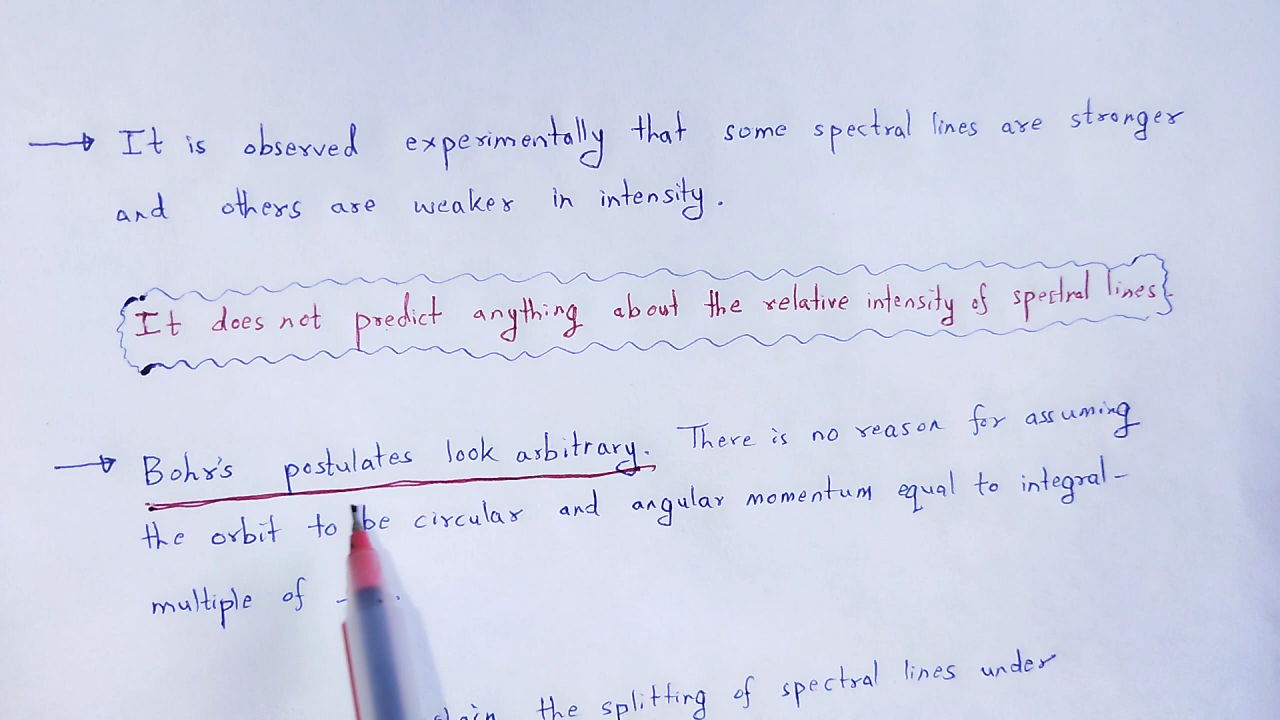 It is observed experimentally that some spectral lines are stronger
and others are weaker in intensity.
It does not predict anything about the relative intensity of spectral lines.
Bohr's postulates look arbitrary. There is no reason for assuming
the orbit to be circular and angular momentum equal to integral-
multiple of
the splitting of spectral lines under